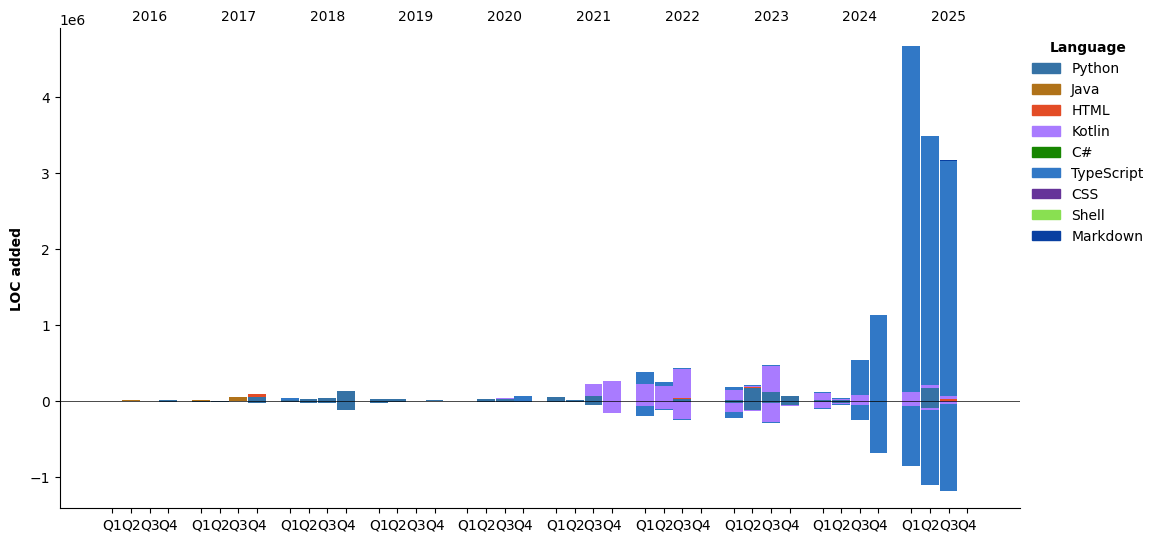 1e6
2016 2017 2018 2019 2020 2021 2022 2023 2024 2025
Language
Python
Java
HTML
Kotlin
C#
TypeScript
CSS
Shell
Markdown
LOC added
4
3
2
1
0
−1
Q1Q2Q3Q4 Q1Q2Q3Q4 Q1Q2Q3Q4 Q1Q2Q3Q4 Q1Q2Q3Q4 Q1Q2Q3Q4 Q1Q2Q3Q4 Q1Q2Q3Q4 Q1Q2Q3Q4 Q1Q2Q3Q4